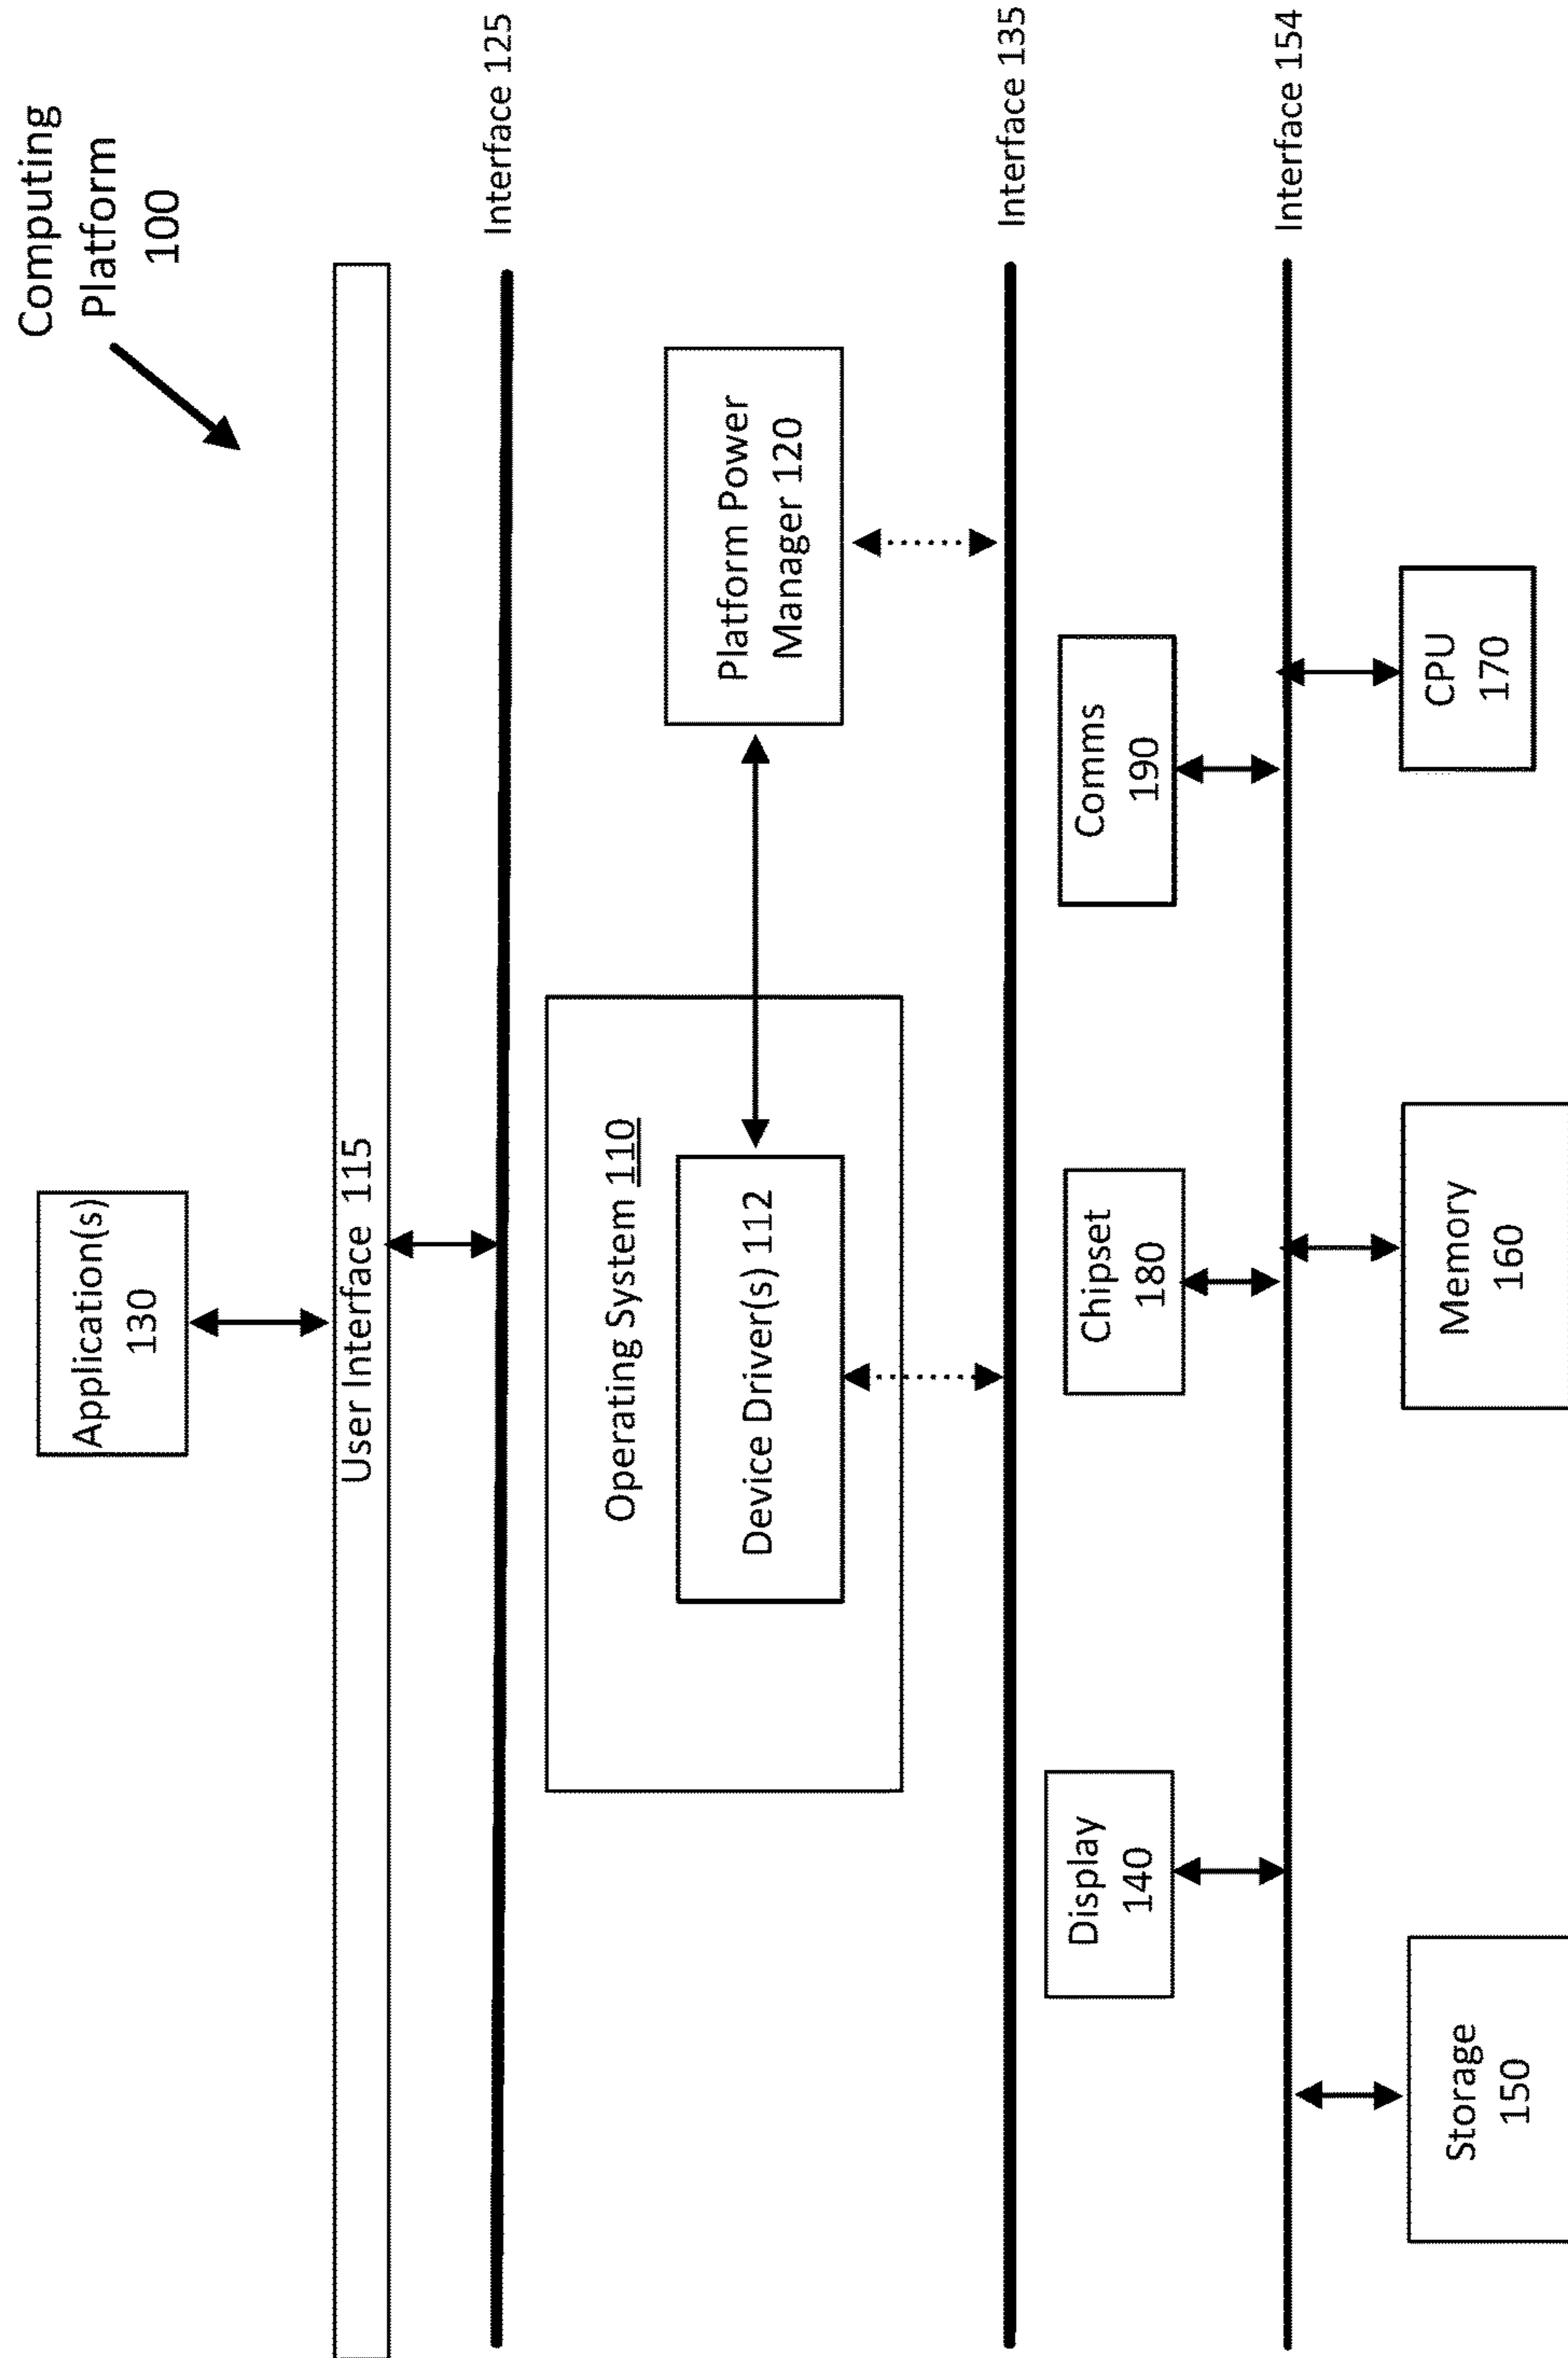 Computing
Platform
100
Application(s)
130
User Interface 115
Interface 125
Operating System 110
Device Driver(s) 112
Platform Power
Manager 120
Interface 135
Display
140
Chipset
180
Comms
190
Interface 154
Storage
150
Memory
160
CPU
170